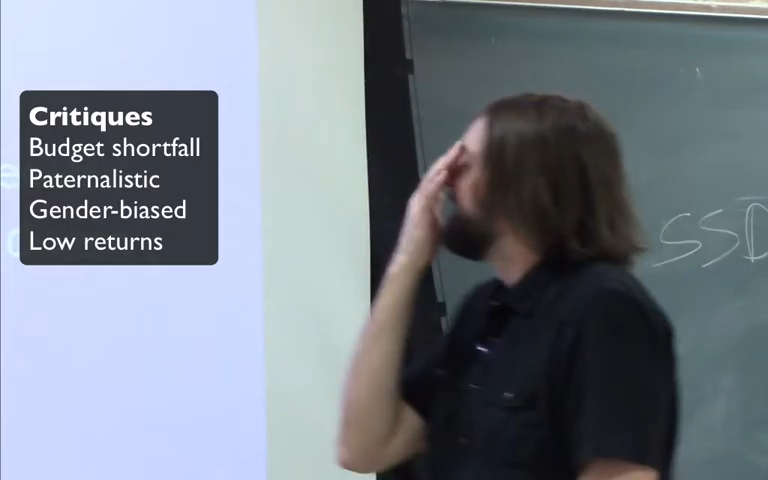 Critiques
Budget shortfall
Paternalistic
Gender-biased
Low returns
SSD